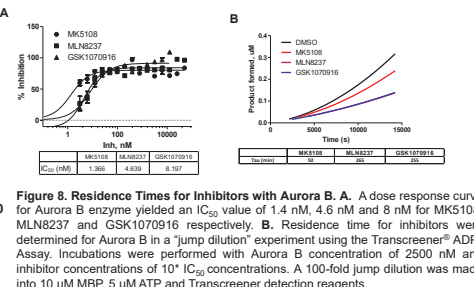 A
B
MK5108
MLN8237
GSK1070916
% Inhibition
150
100
50
0
1
100
10000
Inh, nM
MK5108 MLN8237 GSK1070916
IC50 (nM) 1.366 4.639 8.197
Product formed, uM
0.4
0.3
0.2
0.1
0.0
0 5000 10000 15000
Time (s)
DMSO
MK5108
MLN8237
GSK1070916
MK5108 MLN8237 GSK1070916
Tau (min) 92 265 255
Figure 8. Residence Times for Inhibitors with Aurora B. A. A dose response curv
for Aurora B enzyme yielded an IC50 value of 1.4 nM, 4.6 nM and 8 nM for MK5108
MLN8237 and GSK1070916 respectively. B. Residence time for inhibitors wer
determined for Aurora B in a “jump dilution” experiment using the Transcreener® ADP
Assay. Incubations were performed with Aurora B concentration of 2500 nM an
inhibitor concentrations of 10* IC50 concentrations. A 100-fold jump dilution was mad
into 10 µM MBP, 5 µM ATP and Transcreener detection reagents.